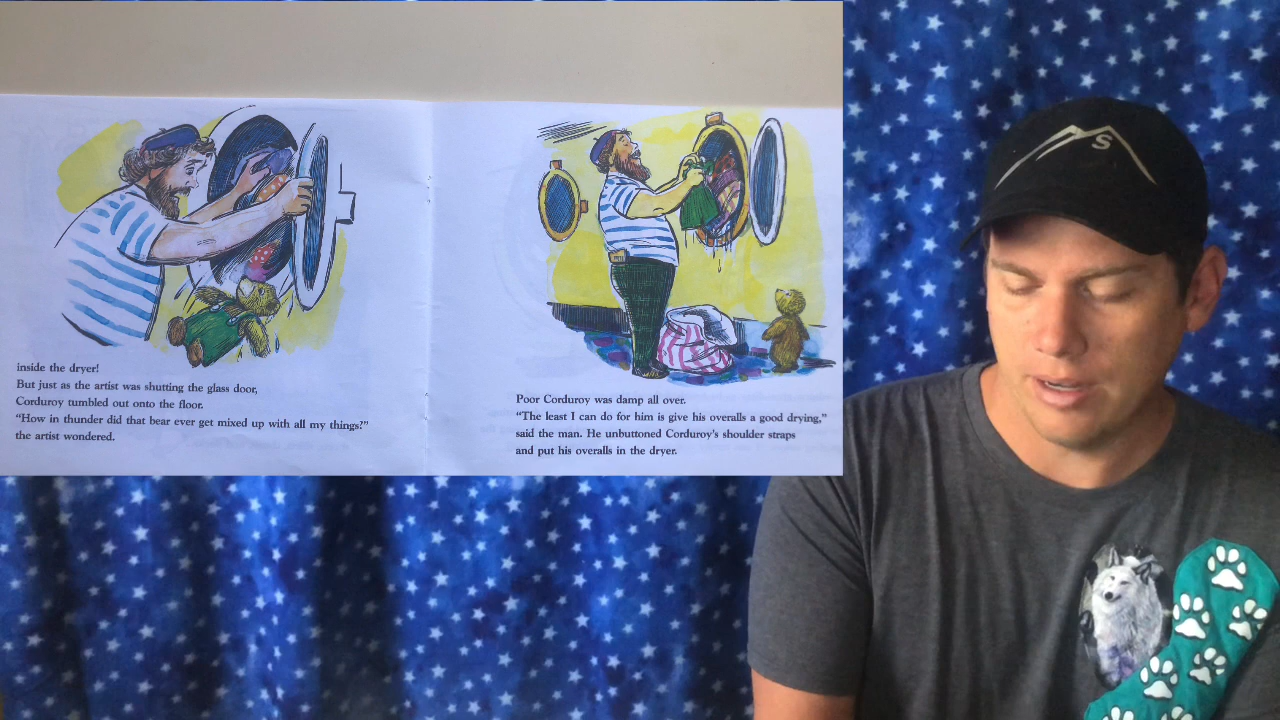 inside the dryer!
But just as the artist was shutting the glass door,
Corduroy tumbled out onto the floor.
“How in thunder did that bear ever get mixed up with all my things?”
the artist wondered.
Poor Corduroy was damp all over.
“The least I can do for him is give his overalls a good drying,”
said the man. He unbuttoned Corduroy’s shoulder straps
and put his overalls in the dryer.
S